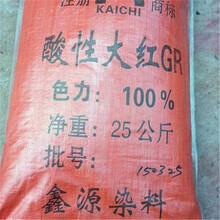 注册 KAICHI 商标
酸性大红GR
色力：100%
净重：25公斤
批号：150325
鑫源染料